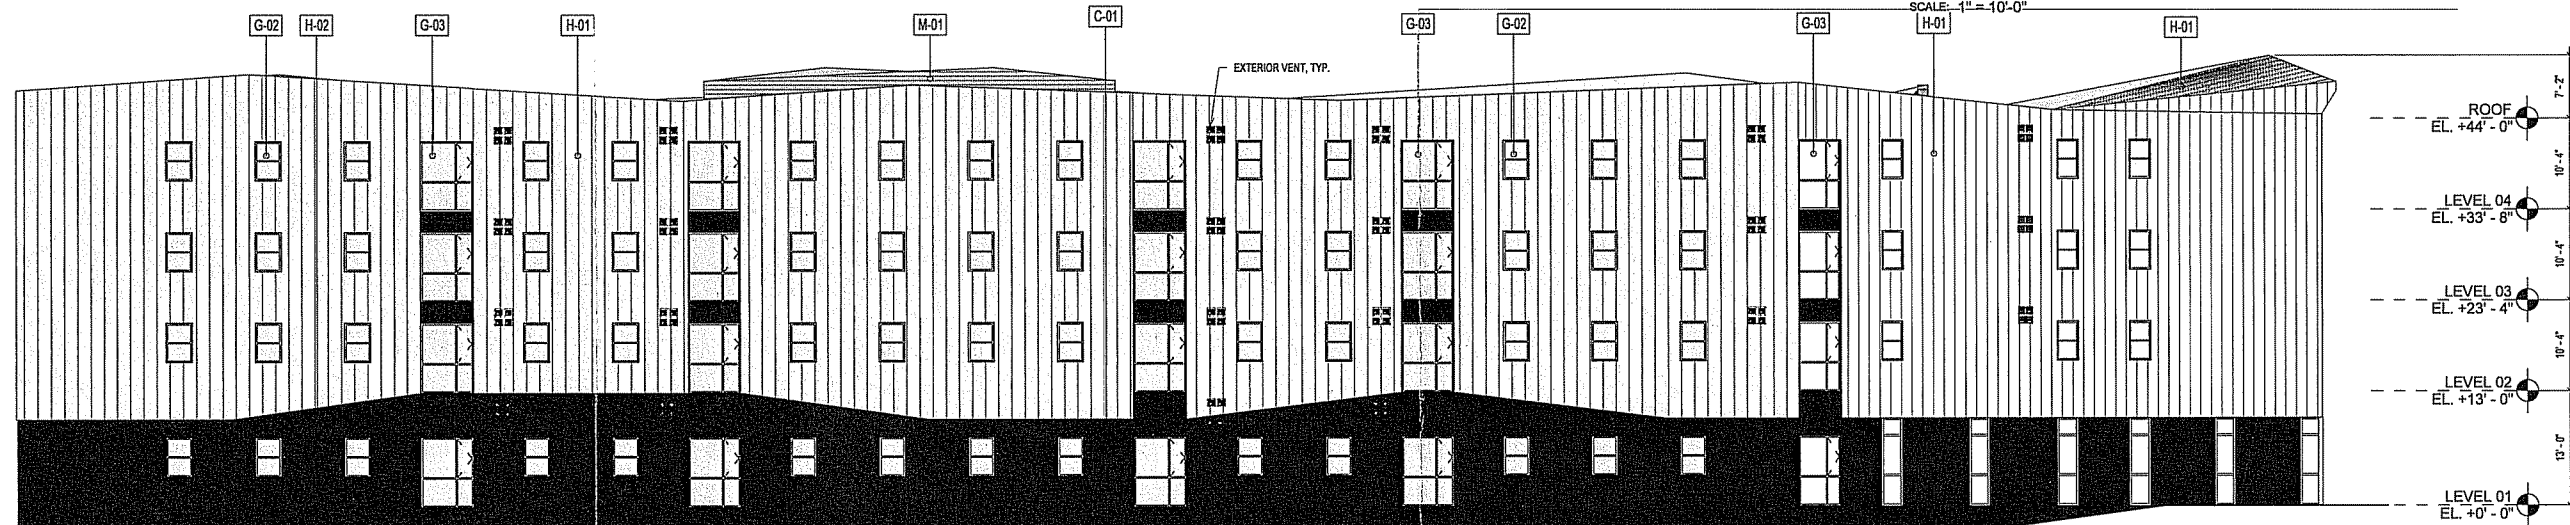 SCALE: 1" = 10'-0"
G-02
H-02
G-03
H-01
M-01
C-01
G-03
G-02
G-03
H-01
H-01
EXTERIOR VENT, TYP.
7'-2"
ROOF
EL. +44' - 0"
10'-4"
LEVEL 04
EL. +33' - 8"
10'-4"
LEVEL 03
EL. +23' - 4"
10'-4"
LEVEL 02
EL. +13' - 0"
13'-0"
LEVEL 01
EL. +0' - 0"